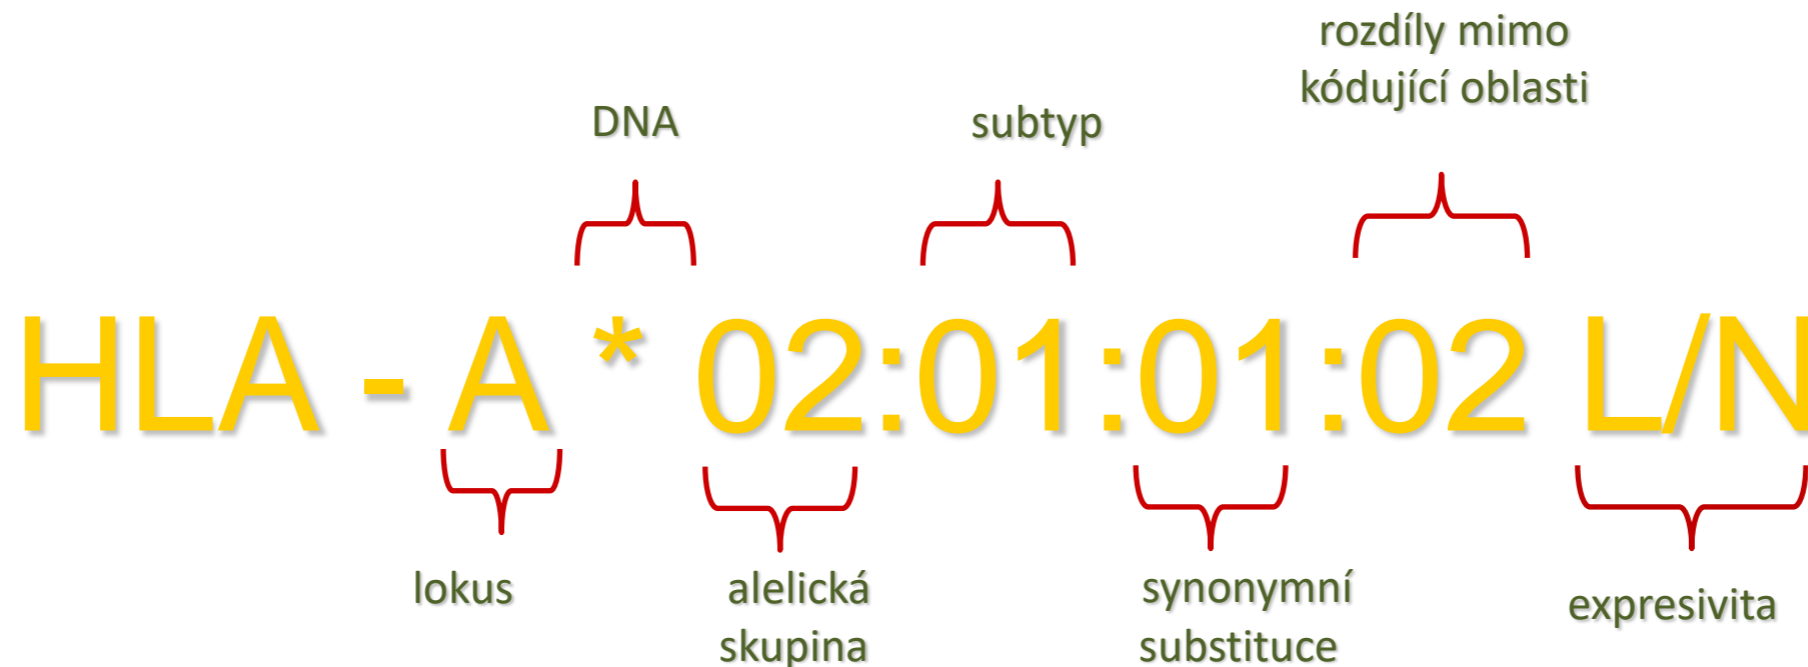 rozdíly mimo
kódující oblasti
DNA
subtyp
HLA - A * 02:01:01:02 L/N
lokus
alelická
skupina
synonymní
substituce
expresivita